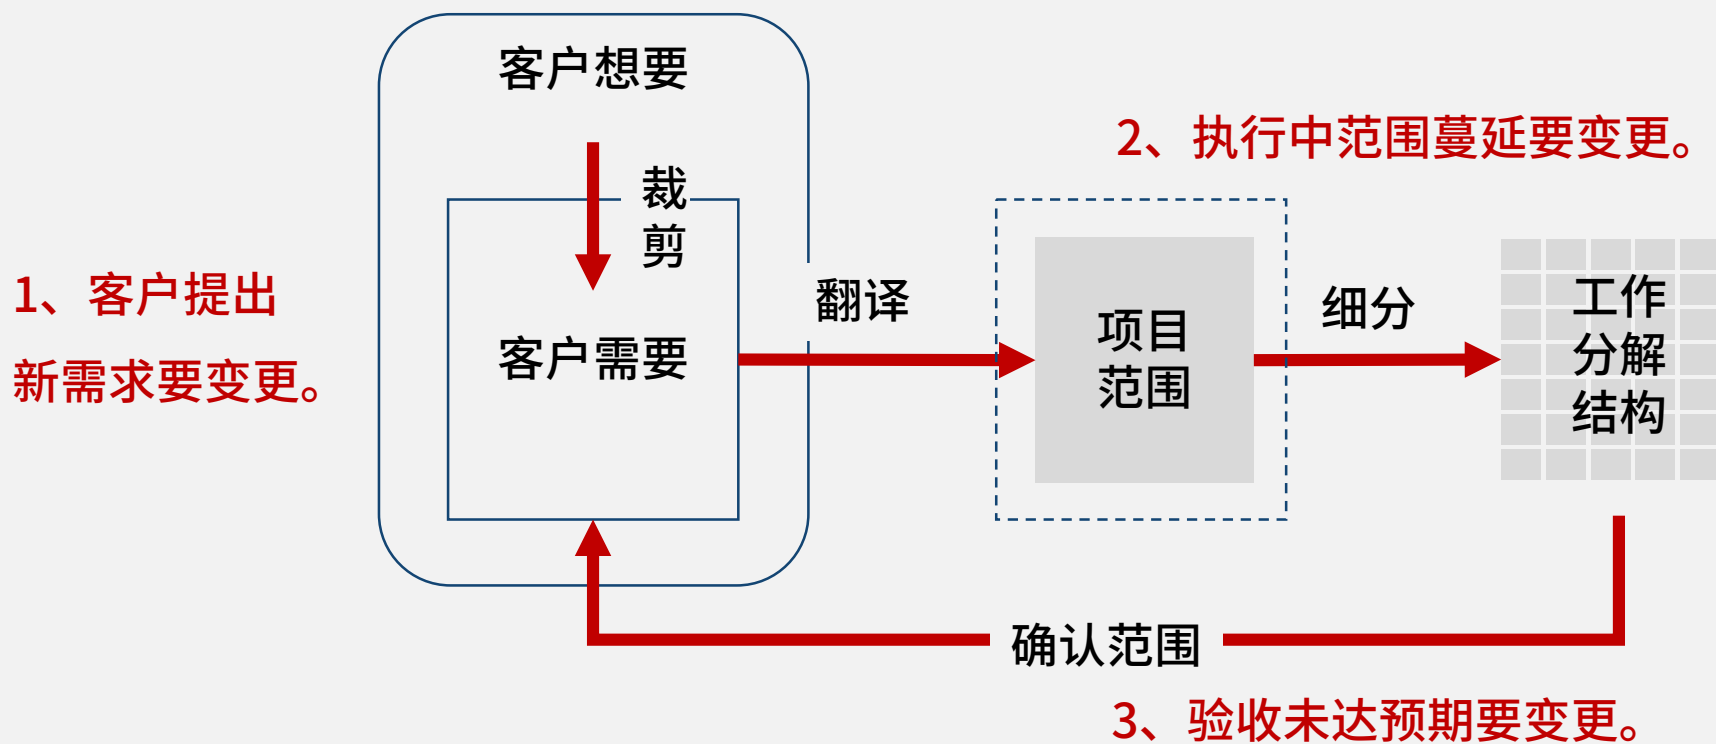 客户想要
裁
剪
客户需要
1、客户提出
新需求要变更。
翻译
2、执行中范围蔓延要变更。
项目
范围
细分
工作
分解
结构
确认范围
3、验收未达预期要变更。